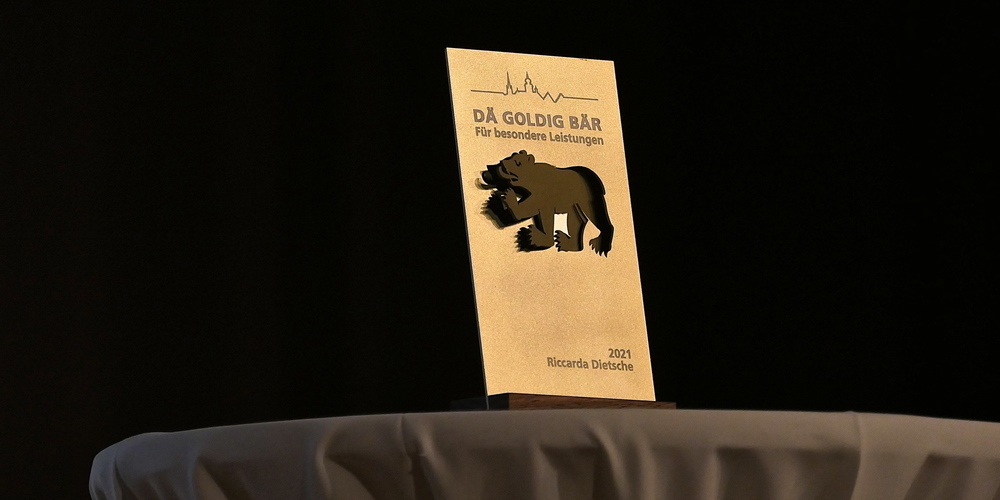 DÄ GOLDIG BÄR
Für besondere Leistungen
2021
Riccarda Dietsche